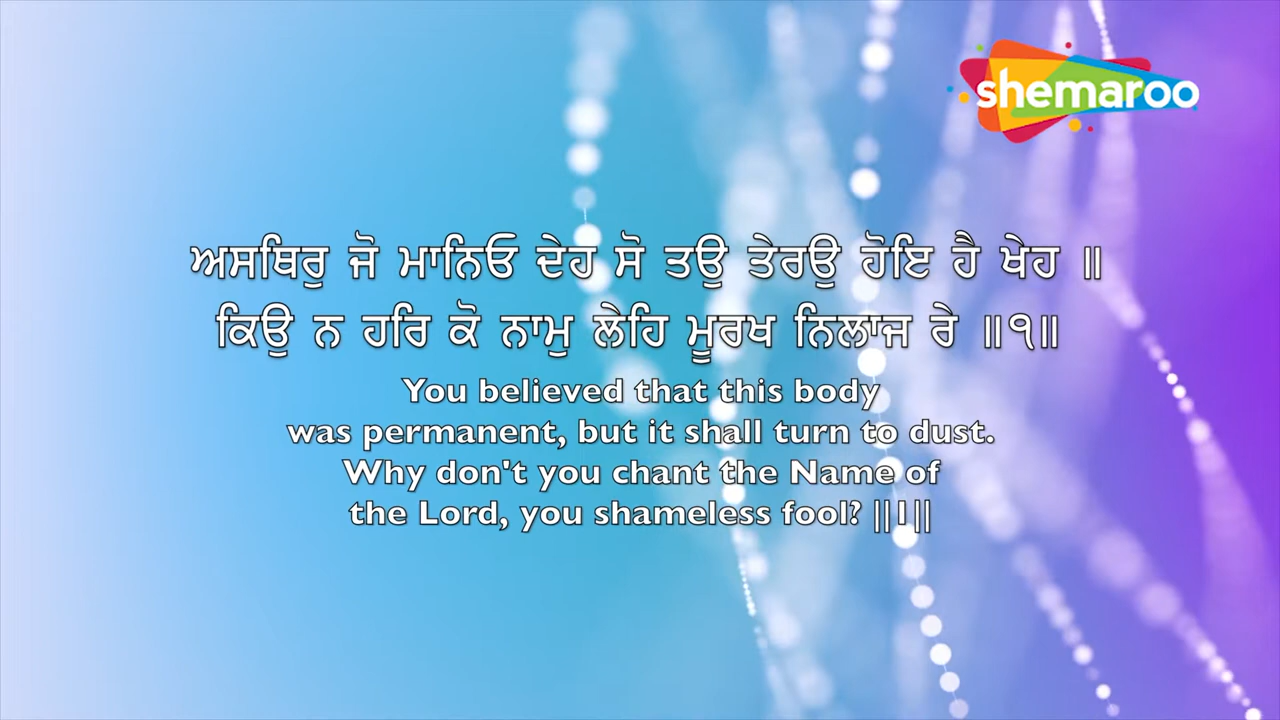 shemaroo
ਅਸਥਿਰੁ ਜੋ ਮਾਨਿਓ ਦੇਹ ਸੋ ਤਉ ਤੇਰਉ ਹੋਇ ਹੈ ਖੇਹ ॥
ਕਿਉ ਨ ਹਰਿ ਕੋ ਨਾਮੁ ਲੇਹਿ ਮੂਰਖ ਨਿਲਾਜ ਰੇ ॥੧॥
You believed that this body
was permanent, but it shall turn to dust.
Why don't you chant the Name of
the Lord, you shameless fool? ||1||